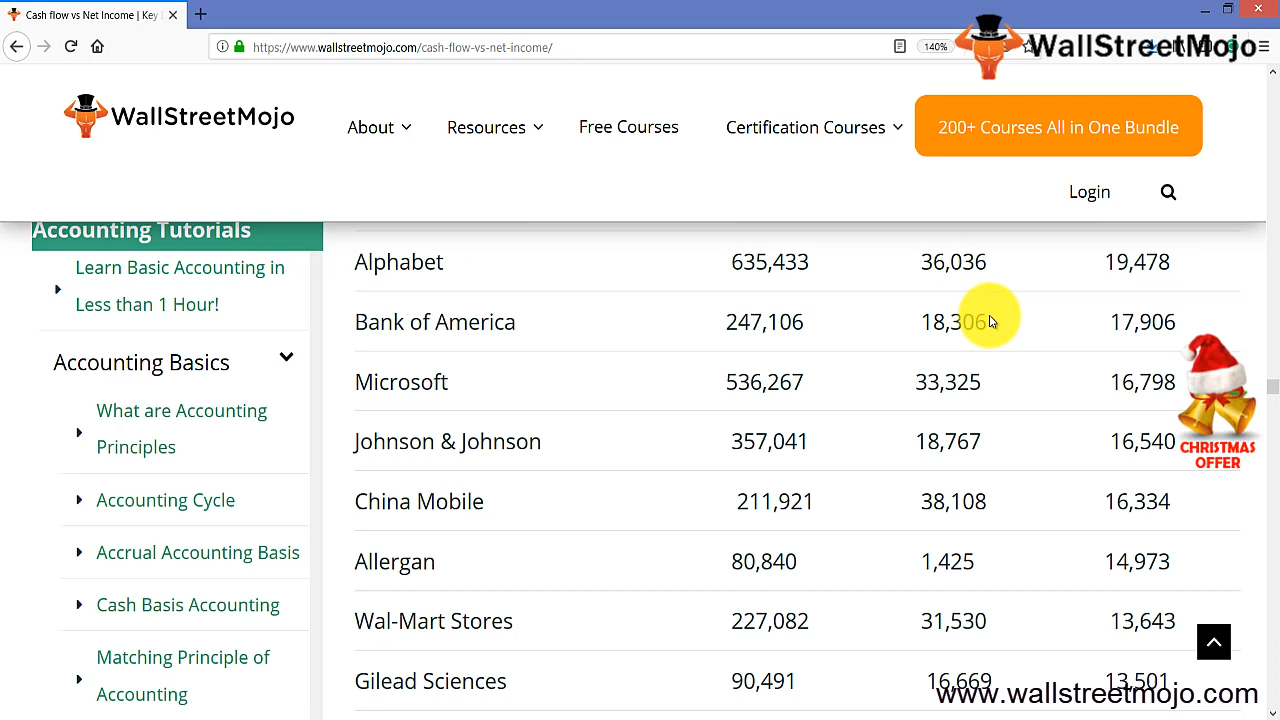 Cash flow vs Net Income | Key
https://www.wallstreetmojo.com/cash-flow-vs-net-income/
140%
WallStreetMojo
WallStreetMojo
About
Resources
Free Courses
Certification Courses
200+ Courses All in One Bundle
Login
Accounting Tutorials
Learn Basic Accounting in
Less than 1 Hour!
Accounting Basics
What are Accounting
Principles
Accounting Cycle
Accrual Accounting Basis
Cash Basis Accounting
Matching Principle of
Accounting
Alphabet 635,433 36,036 19,478
Bank of America 247,106 18,306 17,906
Microsoft 536,267 33,325 16,798
Johnson & Johnson 357,041 18,767 16,540
China Mobile 211,921 38,108 16,334
Allergan 80,840 1,425 14,973
Wal-Mart Stores 227,082 31,530 13,643
Gilead Sciences 90,491 16,669 13,501
CHRISTMAS
OFFER
www.wallstreetmojo.com